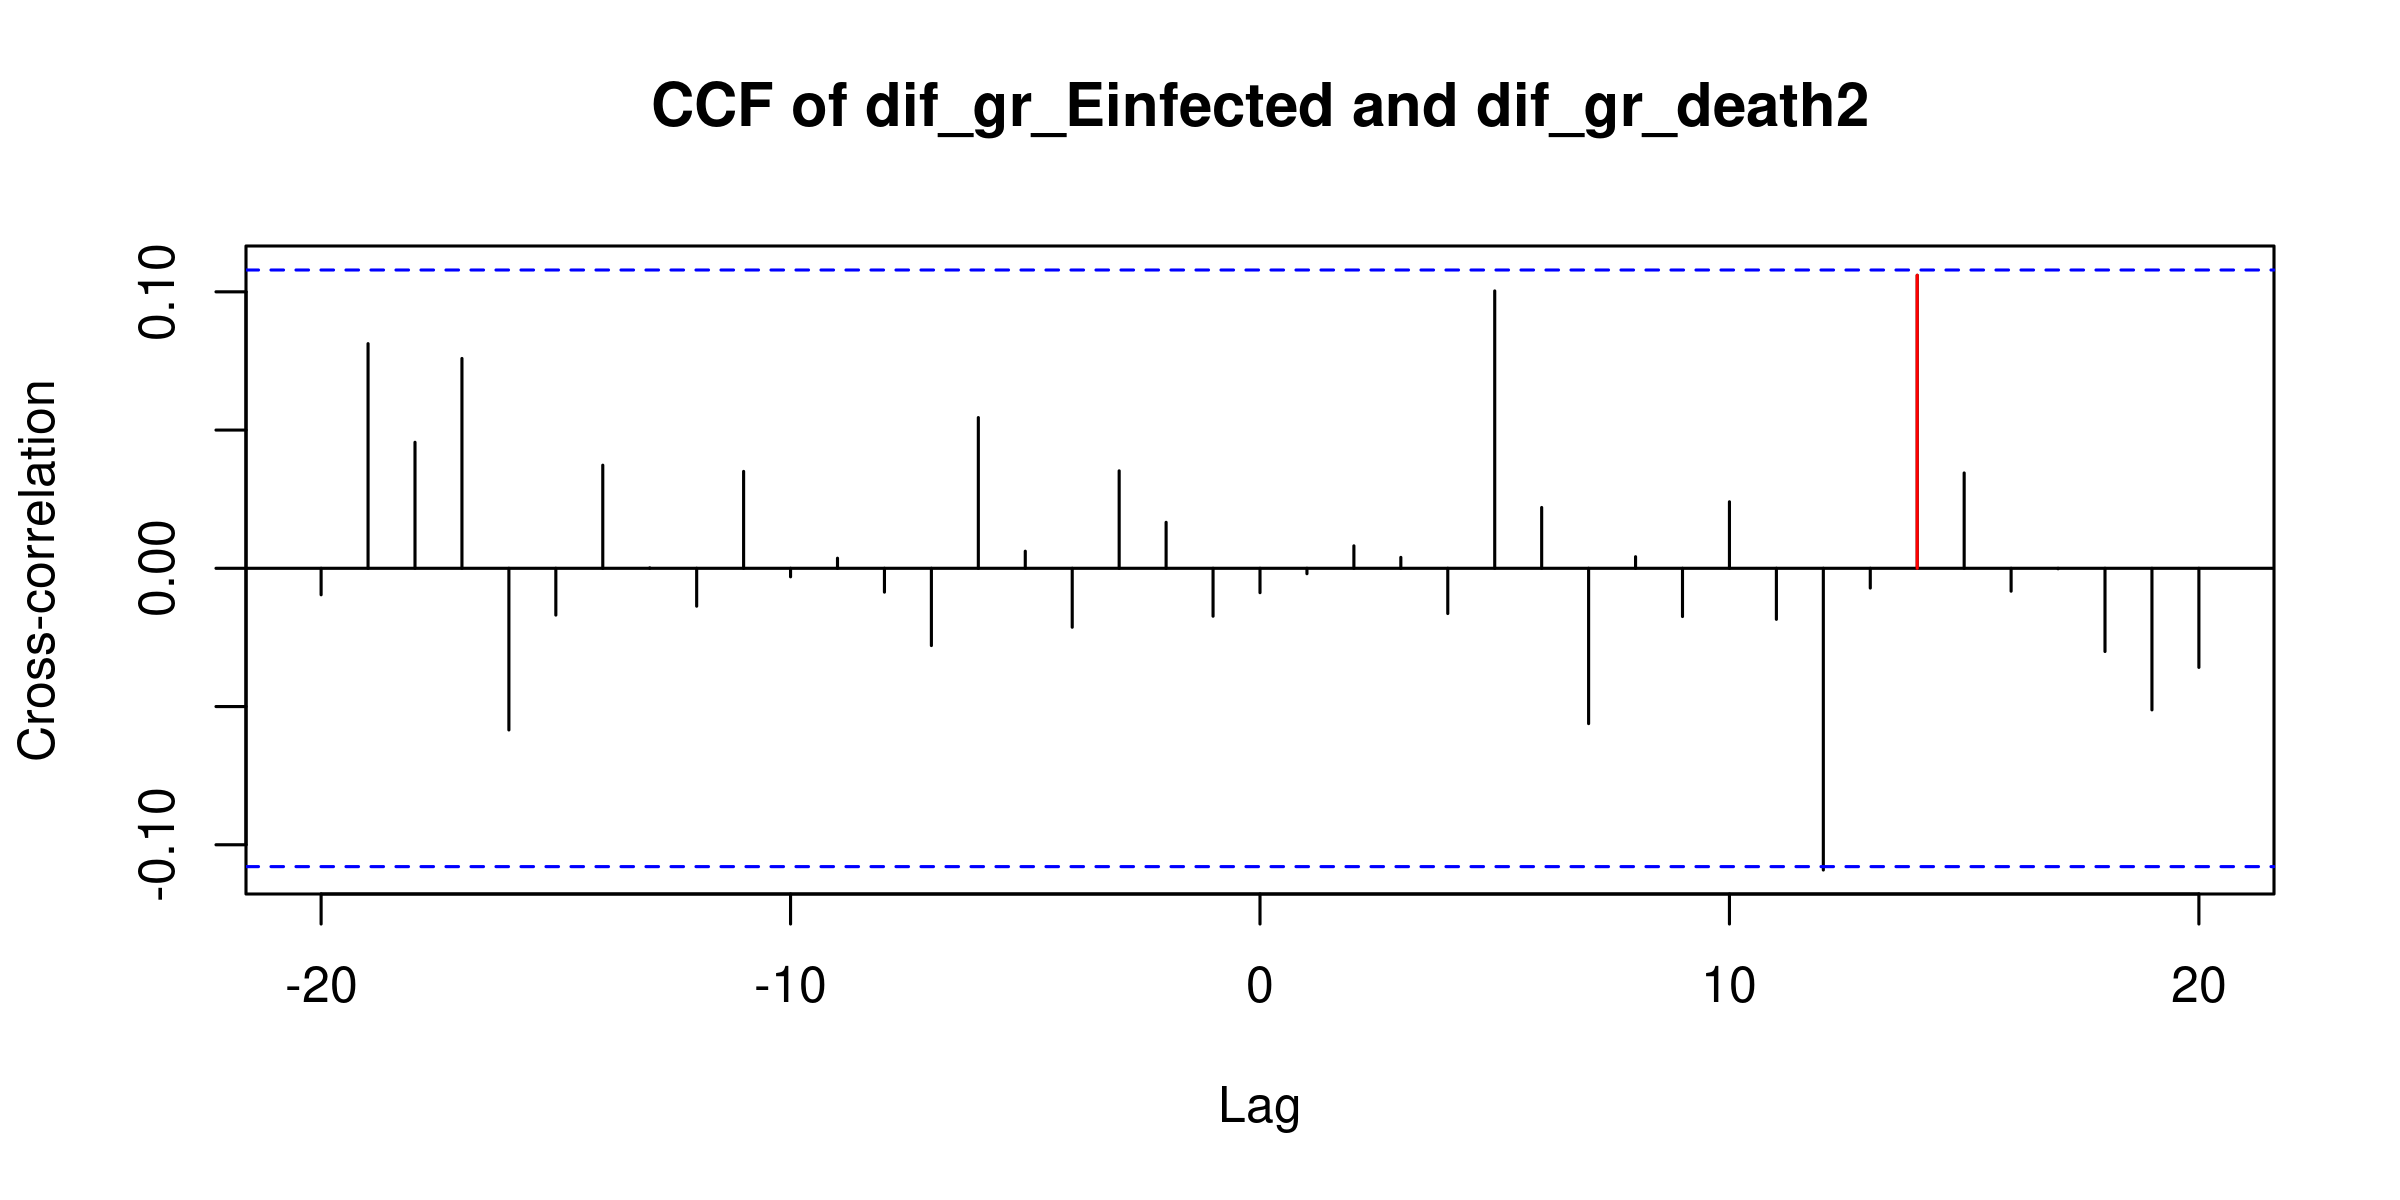 CCF of dif_gr_Einfected and dif_gr_death2
Cross-correlation
0.10
0.00
-0.10
-20 -10 0 10 20
Lag